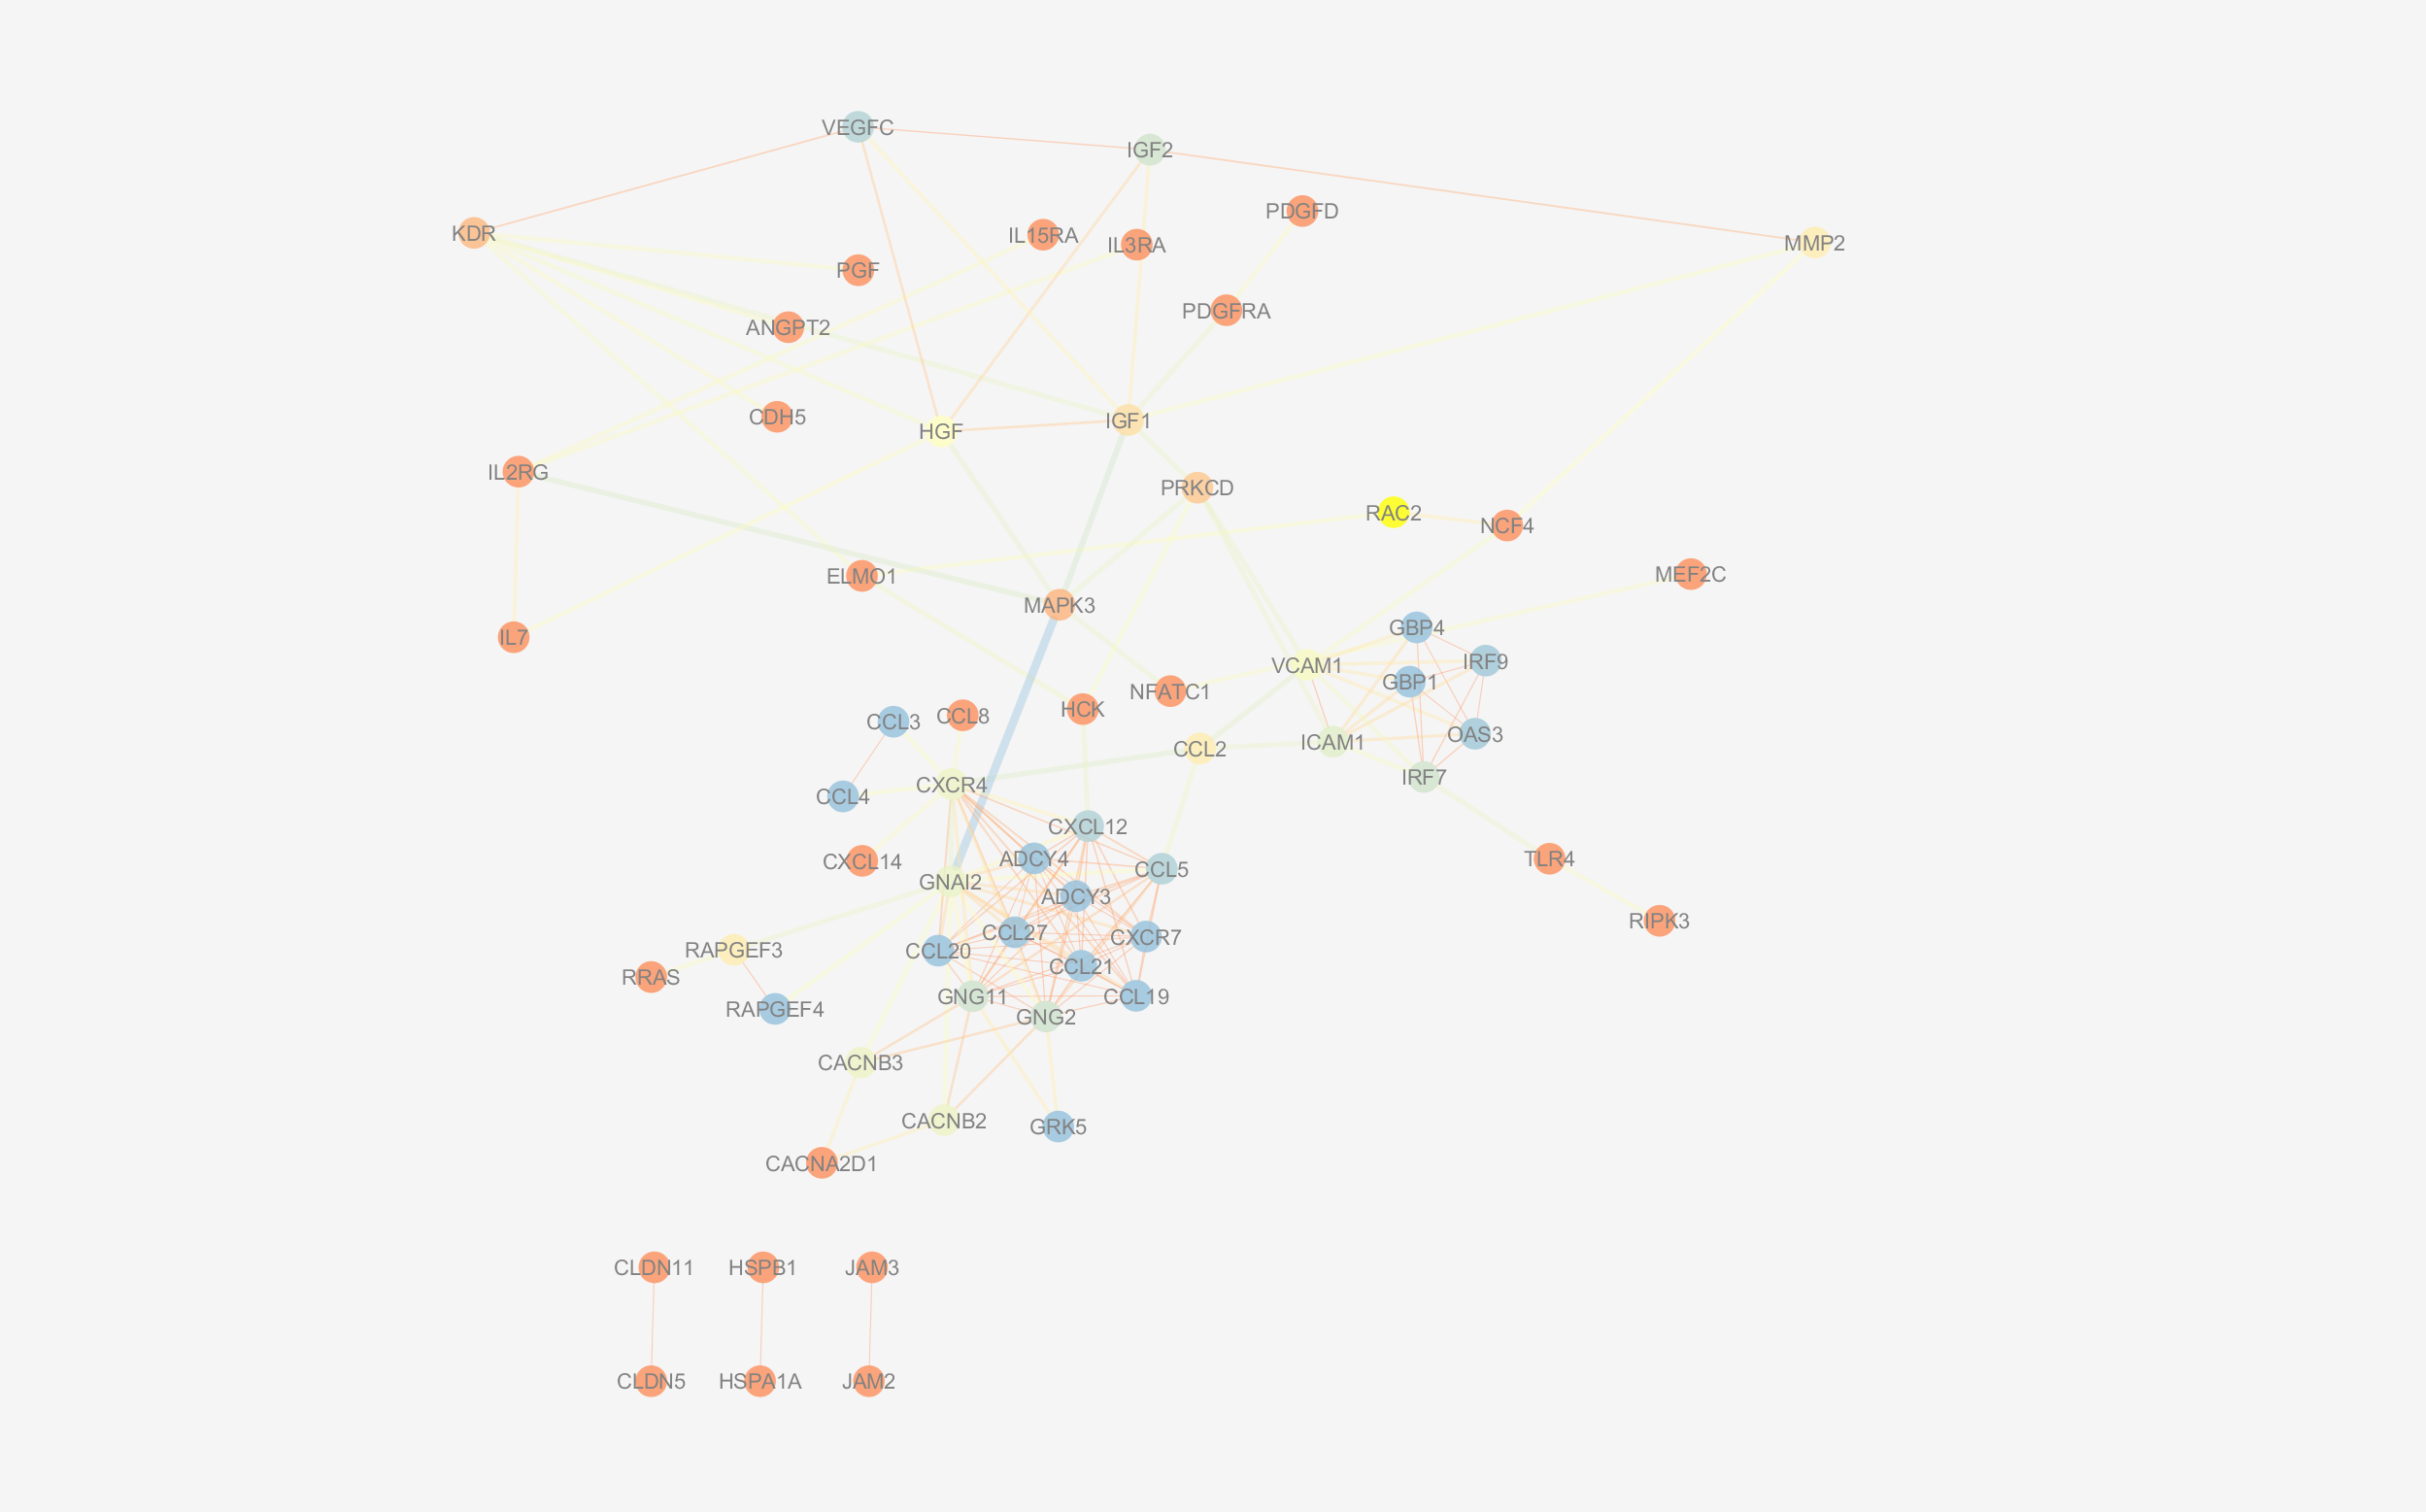 VEGFC
IGF2
PDGFD
KDR
IL15RA
IL3RA
MMP2
PGF
PDGFRA
ANGPT2
CDH5
HGF
IGF1
IL2RG
PRKCD
RAC2
NCF4
ELMO1
MEF2C
MAPK3
GBP4
IL7
VCAM1
IRF9
GBP1
NFATC1
HCK
CCL3
CCL8
OAS3
ICAM1
CCL2
IRF7
CXCR4
CCL4
CXCL12
ADCY4
CXCL14
CCL5
TLR4
GNAI2
ADCY3
RIPK3
CCL27
CXCR7
RAPGEF3
CCL20
CCL21
RRAS
GNG11
CCL19
RAPGEF4
GNG2
CACNB3
CACNB2
GRK5
CACNA2D1
CLDN11
HSPB1
JAM3
CLDN5
HSPA1A
JAM2